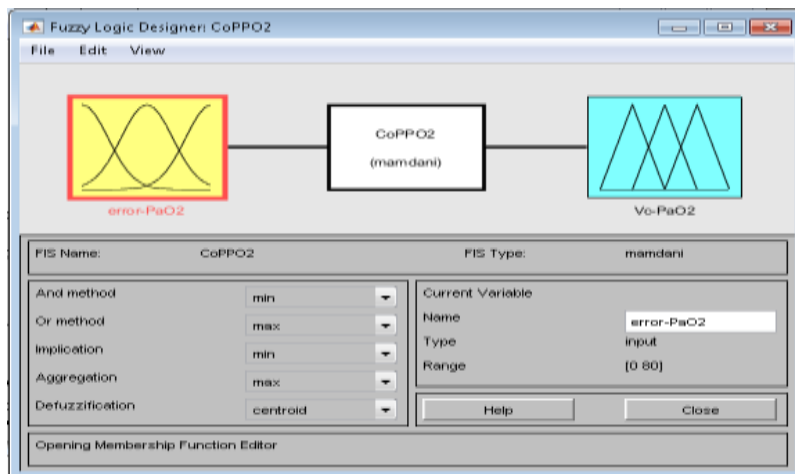 Fuzzy Logic Designer: CoPPO2
File Edit View
CoPPO2
(mamdani)
error-PaO2
Vc-PaO2
FIS Name: CoPPO2 FIS Type: mamdani
And method min
Or method max
Implication min
Aggregation max
Defuzzification centroid
Current Variable
Name error-PaO2
Type input
Range [0 80]
Help Close
Opening Membership Function Editor